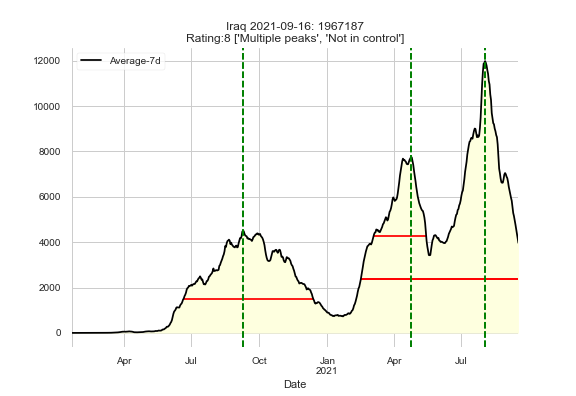 Iraq 2021-09-16: 1967187
Rating:8 ['Multiple peaks', 'Not in control']
Average-7d
12000
10000
8000
6000
4000
2000
0
Apr Jul Oct Jan Apr Jul
2021
Date